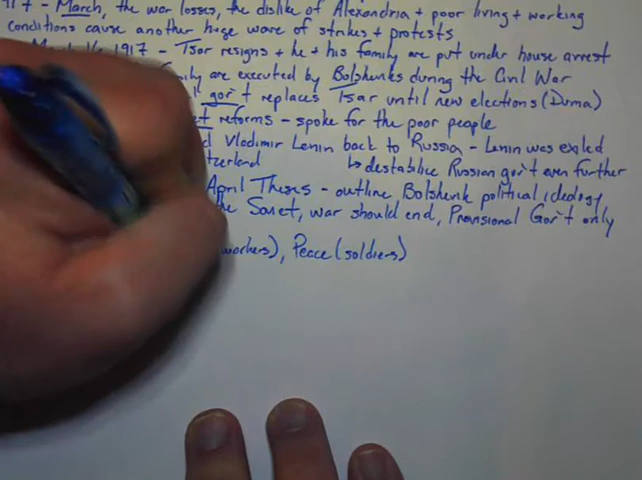 17 - March, the war losses, the dislike of Alexandria + poor living + working
conditions cause another huge wave of strikes + protests
March 16, 1917 - Tsar resigns + he + his family are put under house arrest
family are executed by Bolsheviks during the Civil War
gov't replaces Tsar until new elections (Duma)
reforms - spoke for the poor people
Vladimir Lenin back to Russia - Lenin was exiled
↳ destabilize Russian gov't even further
April Theses - outline Bolshevik political ideology
the Soviet, war should end, Provisional Gov't only
workers), Peace (soldiers)